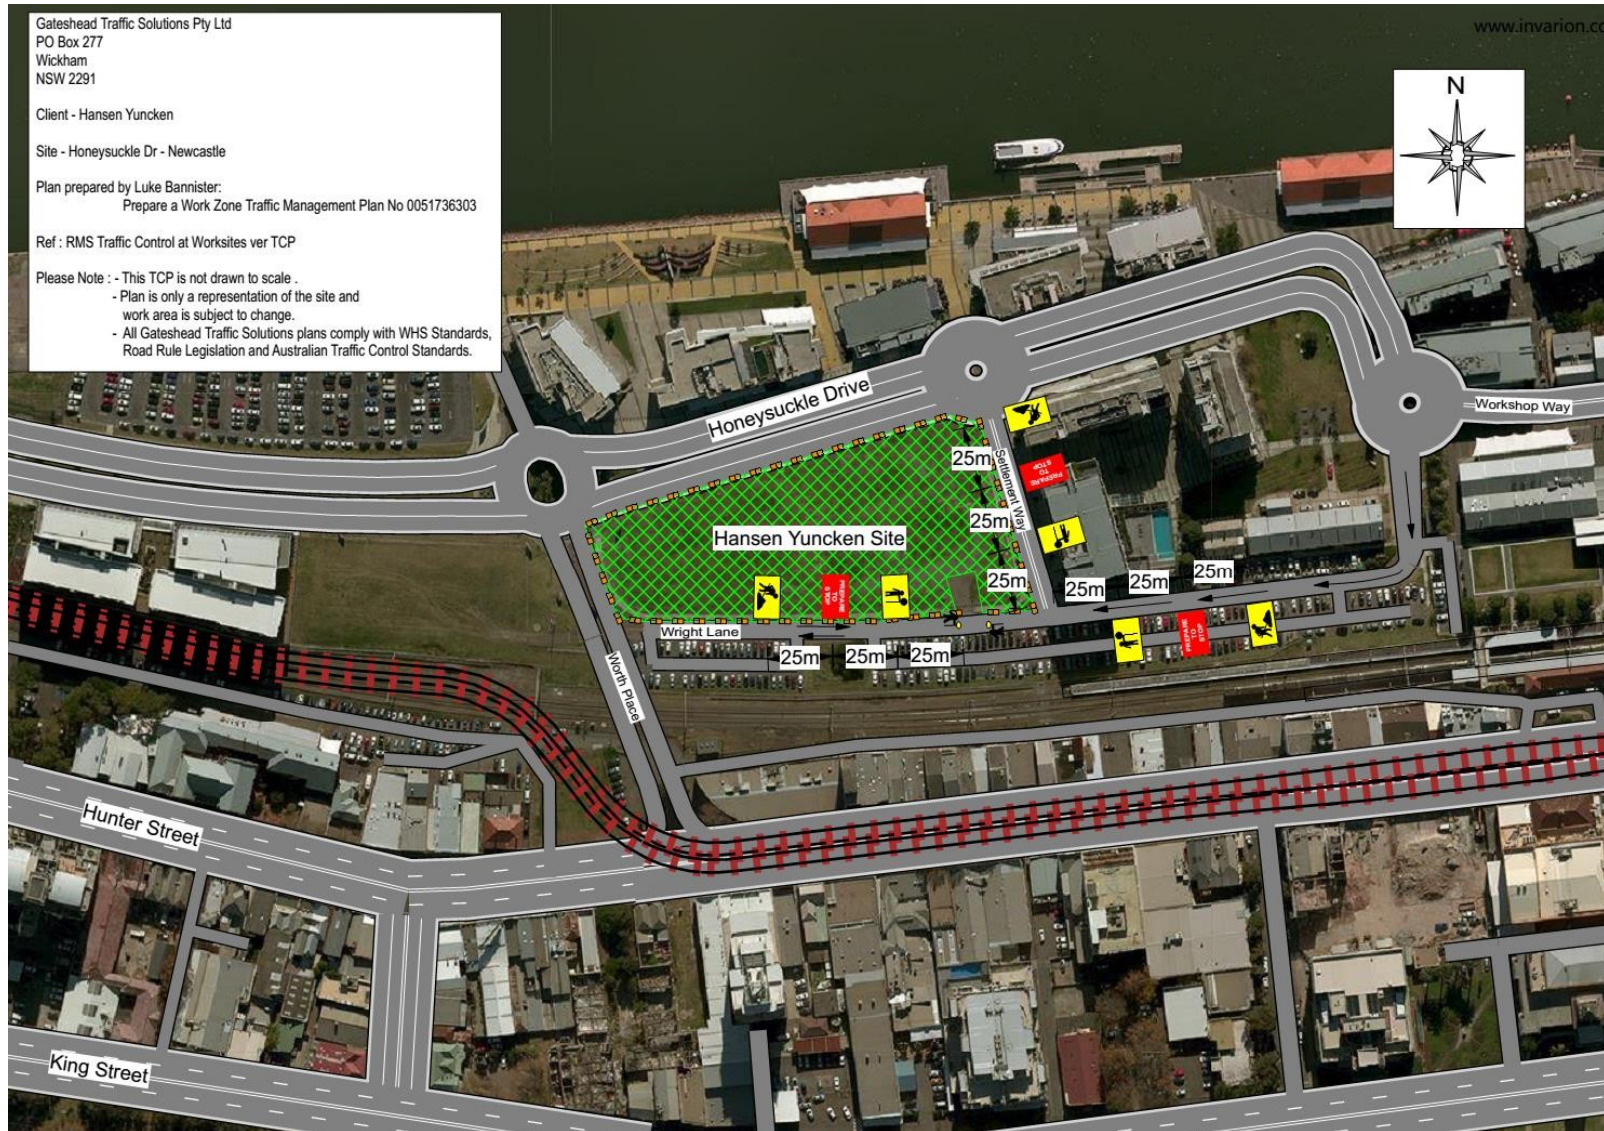 Gateshead Traffic Solutions Pty Ltd
PO Box 277
Wickham
NSW 2291
Client - Hansen Yuncken
Site - Honeysuckle Dr - Newcastle
Plan prepared by Luke Bannister:
Prepare a Work Zone Traffic Management Plan No 0051736303
Ref : RMS Traffic Control at Worksites ver TCP
Please Note : - This TCP is not drawn to scale .
- Plan is only a representation of the site and
work area is subject to change.
- All Gateshead Traffic Solutions plans comply with WHS Standards,
Road Rule Legislation and Australian Traffic Control Standards.
www.invarion.co
N
Honeysuckle Drive
Workshop Way
25m
Settlement Way
PREPARE
TO
STOP
25m
Hansen Yuncken Site
25m
25m
25m
25m
PREPARE
TO
STOP
Wright Lane
25m
25m
25m
PREPARE
TO
STOP
Worth Place
Hunter Street
King Street